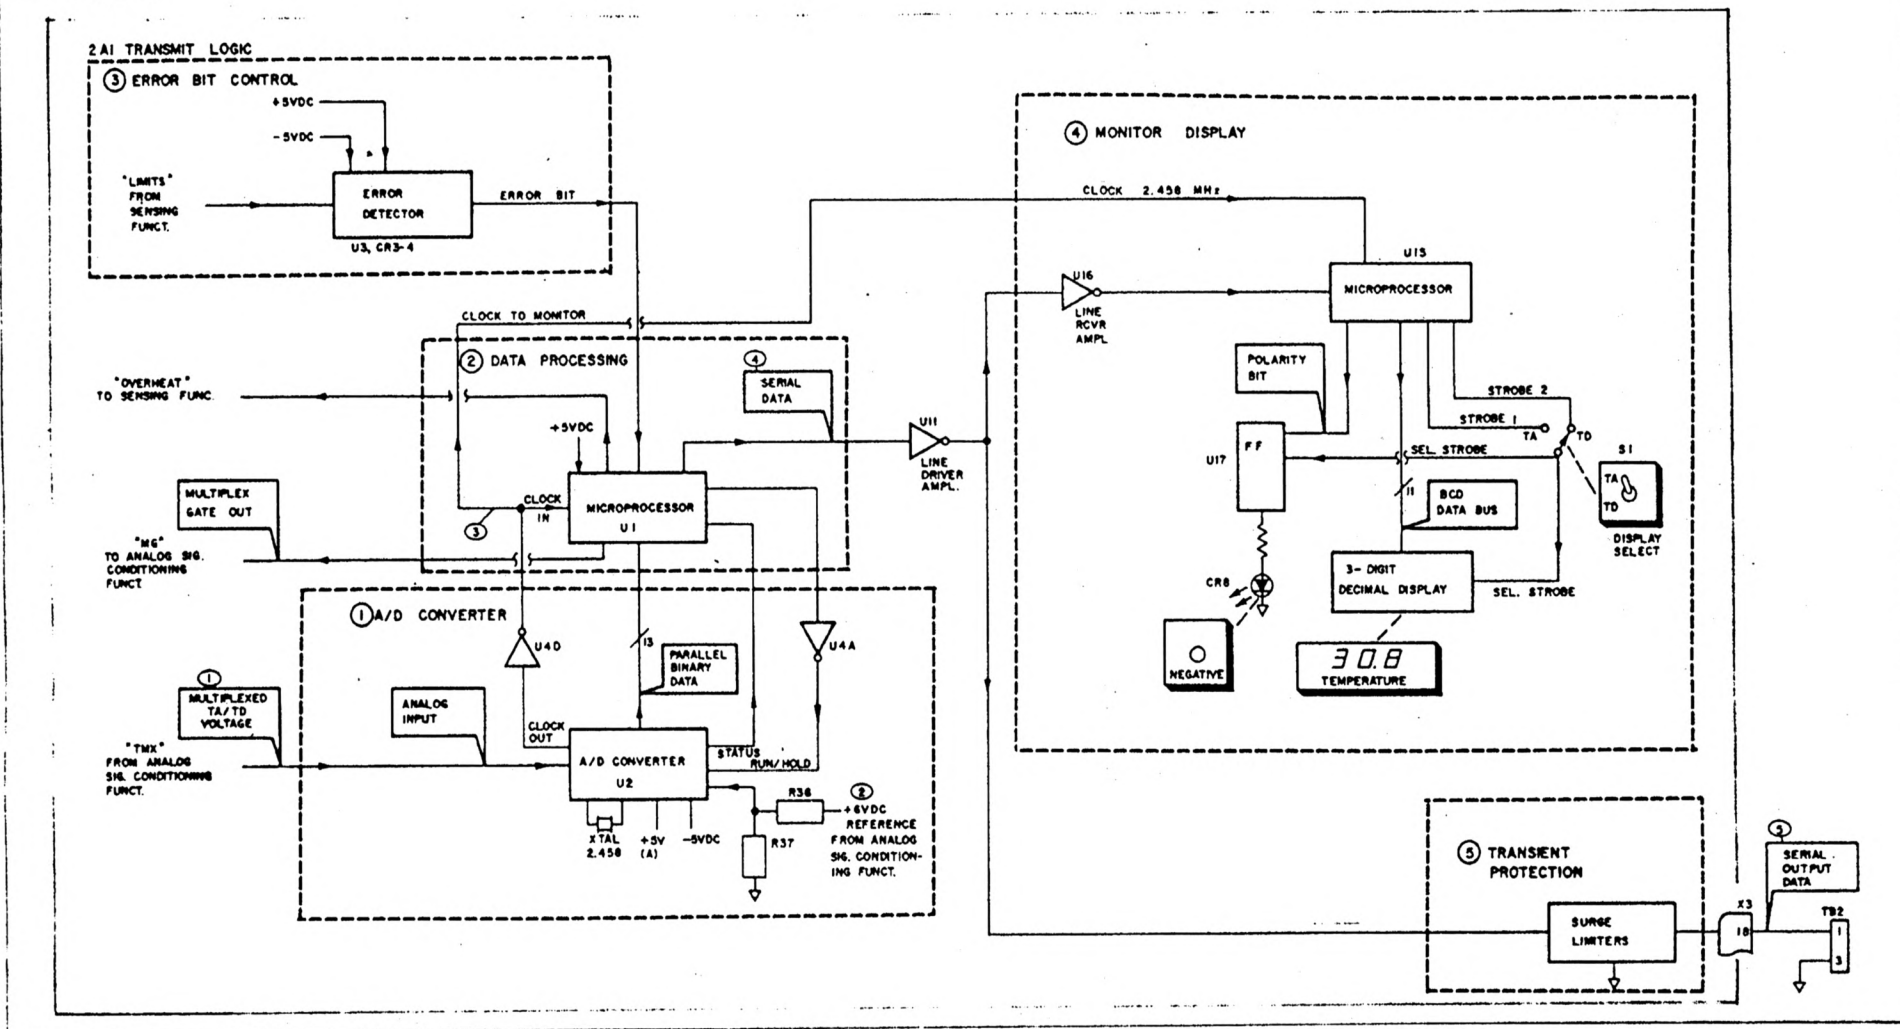 2A1 TRANSMIT LOGIC
3 ERROR BIT CONTROL
+5VDC
-5VDC
"LIMITS"
FROM
SENSING
FUNCT.
ERROR
DETECTOR
U3, CR3-4
ERROR BIT
CLOCK TO MONITOR
2 DATA PROCESSING
"OVERHEAT"
TO SENSING FUNC.
+5VDC
4
SERIAL
DATA
U11
LINE
DRIVER
AMPL.
CLOCK
IN
MICROPROCESSOR
U1
3
MULTIPLEX
GATE OUT
"MG"
TO ANALOG SIG.
CONDITIONING
FUNCT.
1 A/D CONVERTER
U4D
13
PARALLEL
BINARY
DATA
U4A
1
MULTIPLEXED
TA/TD
VOLTAGE
ANALOG
INPUT
CLOCK
OUT
"TMX"
FROM ANALOG
SIG. CONDITIONING
FUNCT.
A/D CONVERTER
U2
STATUS
RUN/HOLD
XTAL
2.458
+5V
(A)
-5VDC
R36
R37
2
+6VDC
REFERENCE
FROM ANALOG
SIG. CONDITION-
ING FUNCT.
4 MONITOR DISPLAY
CLOCK 2.458 MHz
U15
MICROPROCESSOR
U16
LINE
RCVR
AMPL
POLARITY
BIT
STROBE 2
STROBE 1
TA
TD
FF
U17
SEL. STROBE
S1
TA
TD
DISPLAY
SELECT
11
BCD
DATA BUS
CR8
3-DIGIT
DECIMAL DISPLAY
SEL. STROBE
NEGATIVE
30.8
TEMPERATURE
5 TRANSIENT
PROTECTION
SURGE
LIMITERS
5
SERIAL
OUTPUT
DATA
X3
18
TB2
1
3